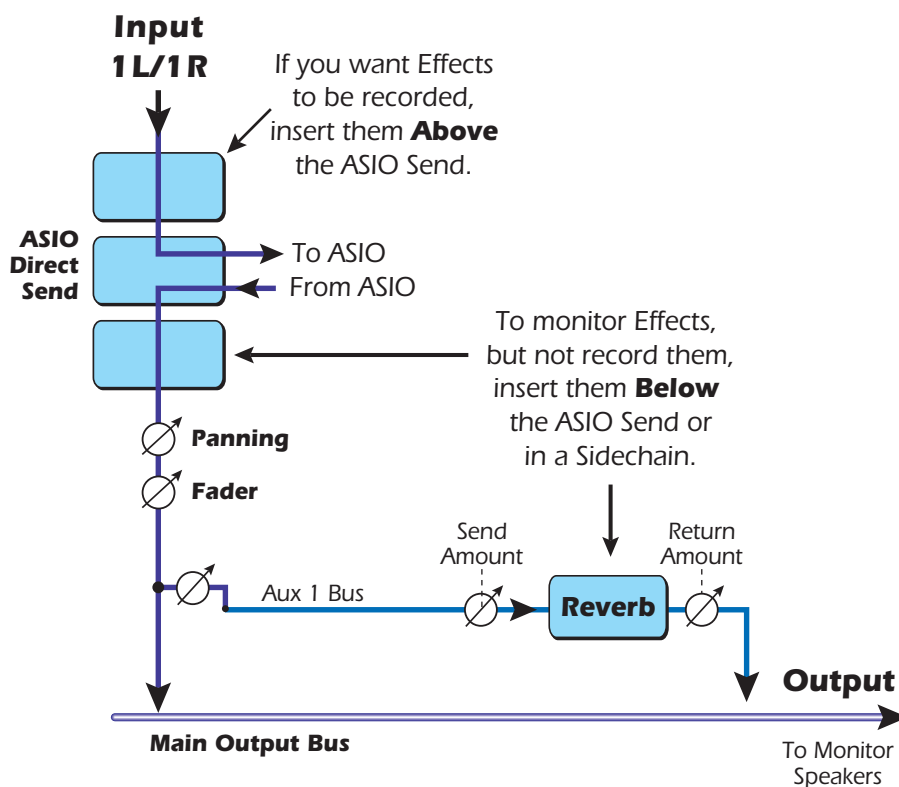 Input
1L/1R
If you want Effects
to be recorded,
insert them Above
the ASIO Send.
ASIO
Direct
Send
To ASIO
From ASIO
To monitor Effects,
but not record them,
insert them Below
the ASIO Send or
in a Sidechain.
Panning
Fader
Send
Amount
Return
Amount
Aux 1 Bus
Reverb
Output
Main Output Bus
To Monitor
Speakers